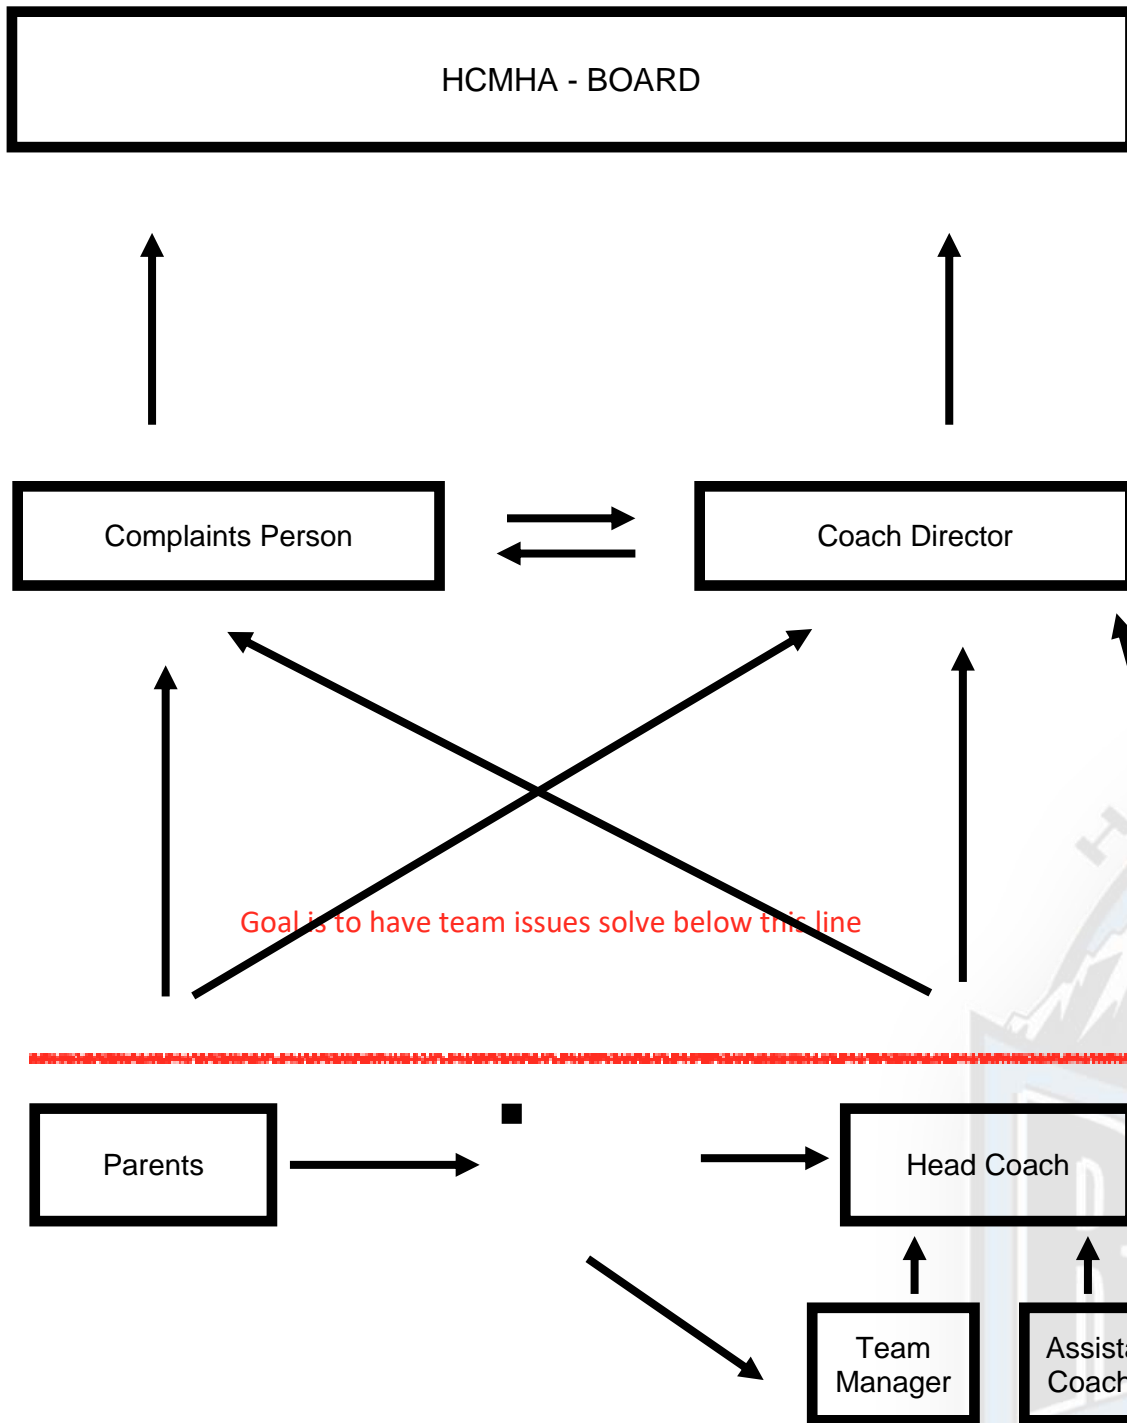 HCMHA - BOARD
Complaints Person
Coach Director
Goal is to have team issues solve below this line
Parents
Head Coach
Team
Manager
Coach